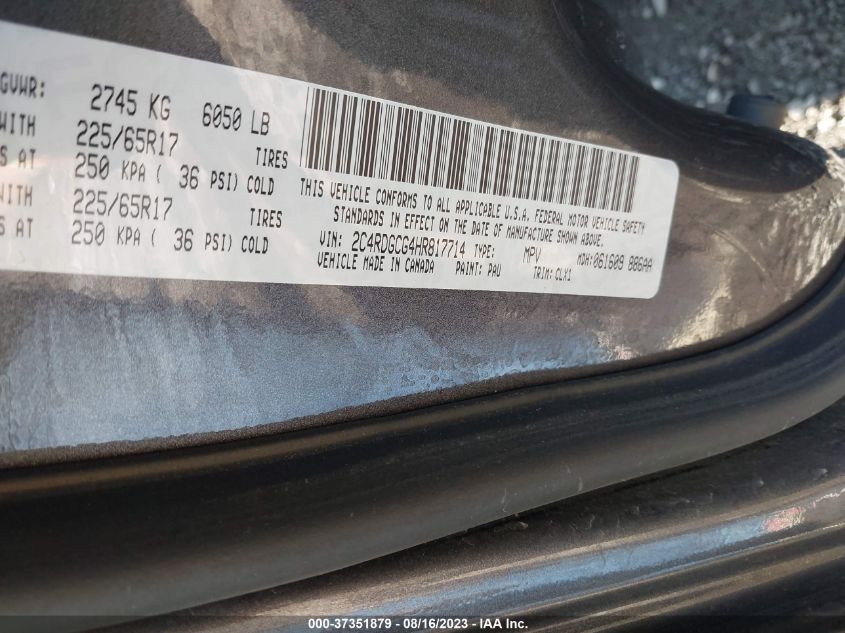 GVWR: 2745 KG 6050 LB
WITH 225/65R17 TIRES
S AT 250 KPA ( 36 PSI) COLD
WITH 225/65R17 TIRES
S AT 250 KPA ( 36 PSI) COLD
THIS VEHICLE CONFORMS TO ALL APPLICABLE U.S.A. FEDERAL MOTOR VEHICLE SAFETY
STANDARDS IN EFFECT ON THE DATE OF MANUFACTURE SHOWN ABOVE.
VIN: 2C4RDGCG4HR817714 TYPE: MPV MDH:061609 886AA
VEHICLE MADE IN CANADA PAINT: PAU TRIM:CLX1
000-37351879 - 08/16/2023 - IAA Inc.